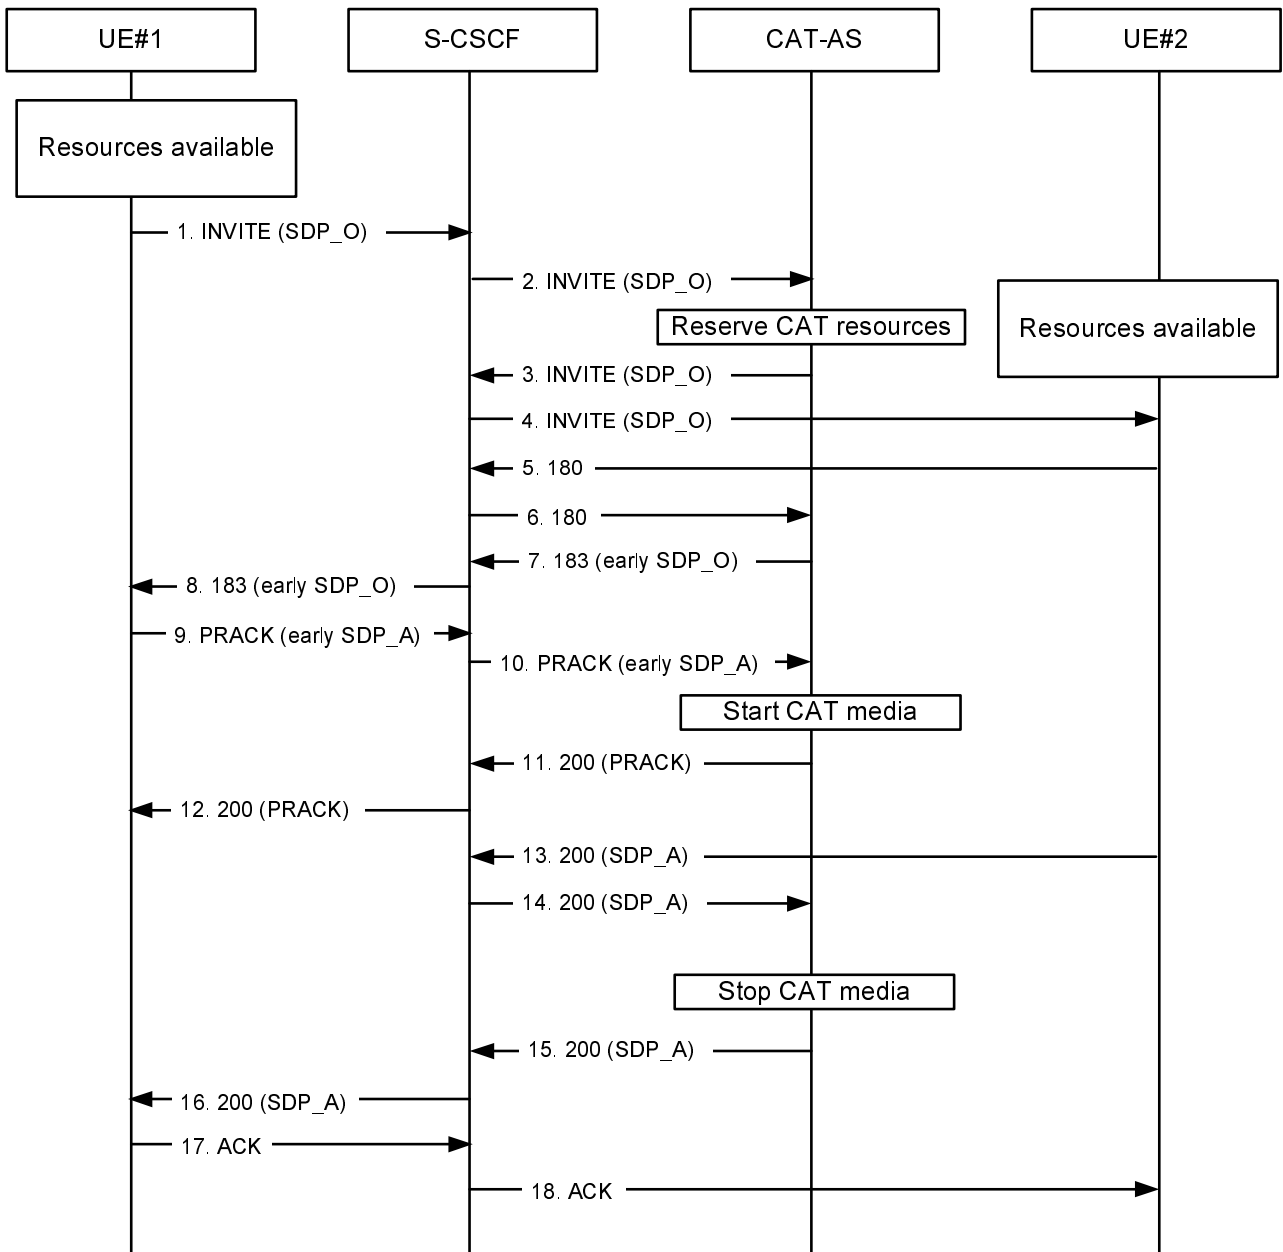 UE#1
S-CSCF
CAT-AS
UE#2
Resources available
1. INVITE (SDP_O)
2. INVITE (SDP_O)
Reserve CAT resources
Resources available
3. INVITE (SDP_O)
4. INVITE (SDP_O)
5. 180
6. 180
7. 183 (early SDP_O)
8. 183 (early SDP_O)
9. PRACK (early SDP_A)
10. PRACK (early SDP_A)
Start CAT media
11. 200 (PRACK)
12. 200 (PRACK)
13. 200 (SDP_A)
14. 200 (SDP_A)
Stop CAT media
15. 200 (SDP_A)
16. 200 (SDP_A)
17. ACK
18. ACK